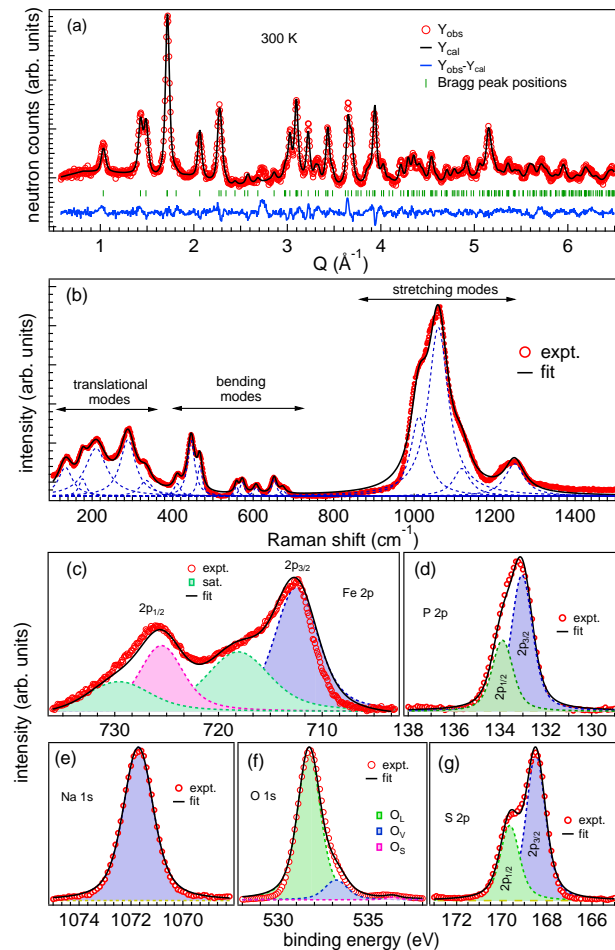 (a)
300 K
Y_obs
Y_cal
Y_obs-Y_cal
Bragg peak positions
neutron counts (arb. units)
1 2 3 4 5 6
Q (Å⁻¹)
(b)
stretching modes
translational
modes
bending
modes
expt.
fit
intensity (arb. units)
200 400 600 800 1000 1200 1400
Raman shift (cm⁻¹)
(c)
2p_1/2
expt.
sat.
fit
2p_3/2
Fe 2p
730 720 710
(d)
P 2p
expt.
fit
2p_1/2
2p_3/2
138 136 134 132 130
intensity (arb. units)
(e)
Na 1s
expt.
fit
1074 1072 1070
(f)
O 1s
expt.
fit
O_L
O_V
O_S
530 535
(g)
S 2p
expt.
fit
2p_1/2
2p_3/2
172 170 168 166
binding energy (eV)